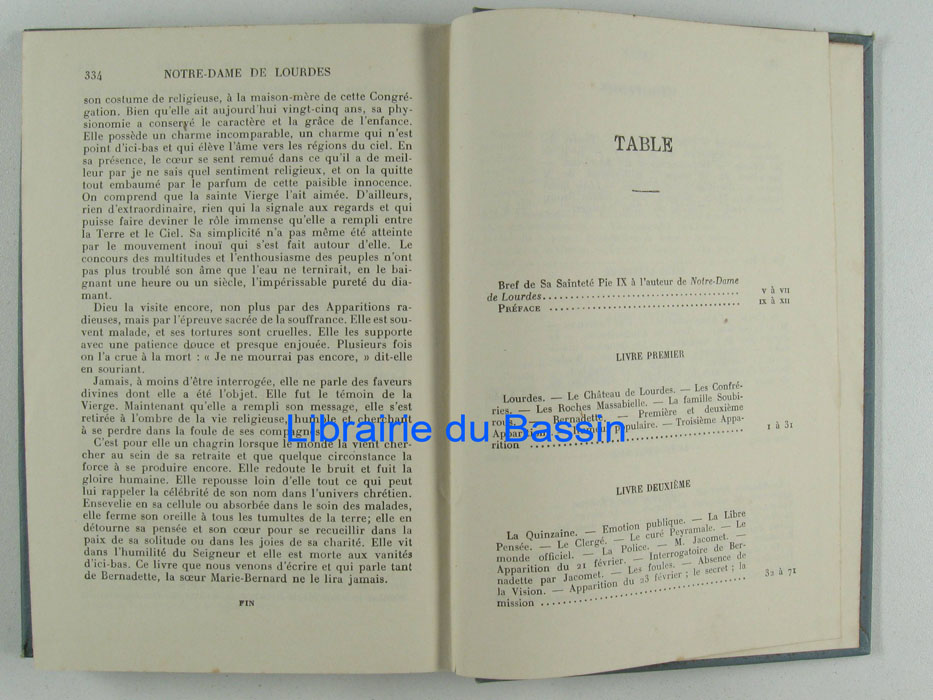 334 NOTRE-DAME DE LOURDES
son costume de religieuse, à la maison-mère de cette Congré-
gation. Bien qu'elle ait aujourd'hui vingt-cinq ans, sa phy-
sionomie a conservé le caractère et la grâce de l'enfance.
Elle possède un charme incomparable, un charme qui n'est
point d'ici-bas et qui élève l'âme vers les régions du ciel. En
sa présence, le cœur se sent remué dans ce qu'il a de meil-
leur par je ne sais quel sentiment religieux, et on la quitte
tout embaumé par le parfum de cette paisible innocence.
On comprend que la sainte Vierge l'ait aimée. D'ailleurs,
rien d'extraordinaire, rien qui la signale aux regards et qui
puisse faire deviner le rôle immense qu'elle a rempli entre
la Terre et le Ciel. Sa simplicité n'a pas même été atteinte
par le mouvement inouï qui s'est fait autour d'elle. Le
concours des multitudes et l'enthousiasme des peuples n'ont
pas plus troublé son âme que l'eau ne ternirait, en le bai-
gnant une heure ou un siècle, l'impérissable pureté du dia-
mant.
Dieu la visite encore, non plus par des Apparitions ra-
dieuses, mais par l'épreuve sacrée de la souffrance. Elle est sou-
vent malade, et ses tortures sont cruelles. Elle les supporte
avec une patience douce et presque enjouée. Plusieurs fois
on l'a crue à la mort : « Je ne mourrai pas encore, » dit-elle
en souriant.
Jamais, à moins d'être interrogée, elle ne parle des faveurs
divines dont elle a été l'objet. Elle fut le témoin de la
Vierge. Maintenant qu'elle a rempli son message, elle s'est
retirée à l'ombre de la vie religieuse, humble et cherchant
à se perdre dans la foule de ses compagnes.
C'est pour elle un chagrin lorsque le monde la vient cher-
cher au sein de sa retraite et que quelque circonstance la
force à se produire encore. Elle redoute le bruit et fuit la
gloire humaine. Elle repousse loin d'elle tout ce qui peut
lui rappeler la célébrité de son nom dans l'univers chrétien.
Ensevelie en sa cellule ou absorbée dans le soin des malades,
elle ferme son oreille à tous les tumultes de la terre; elle en
détourne sa pensée et son cœur pour se recueillir dans la
paix de sa solitude ou dans les joies de sa charité. Elle vit
dans l'humilité du Seigneur et elle est morte aux vanités
d'ici-bas. Ce livre que nous venons d'écrire et qui parle tant
de Bernadette, la sœur Marie-Bernard ne le lira jamais.
FIN
TABLE
Bref de Sa Sainteté Pie IX à l'auteur de Notre-Dame
de Lourdes. V à VII
PRÉFACE IX à XII
LIVRE PREMIER
Lourdes. — Le Château de Lourdes. — Les Confré-
ries. — Les Roches Massabielle. — La famille Soubi-
rous. — Bernadette. — Première et deuxième
Apparition. populaire. — Troisième Appa-
rition 1 à 31
LIVRE DEUXIÈME
La Quinzaine. — Emotion publique. — La Libre
Pensée. — Le Clergé. — Le curé Peyramale. — Le
monde officiel. — La Police. — M. Jacomet. —
Apparition du 21 février. — Interrogatoire de Ber-
nadette par Jacomet. — Les foules. — Absence de
la Vision. — Apparition du 23 février ; le secret ; la
mission 32 à 71
Librairie du Bassin